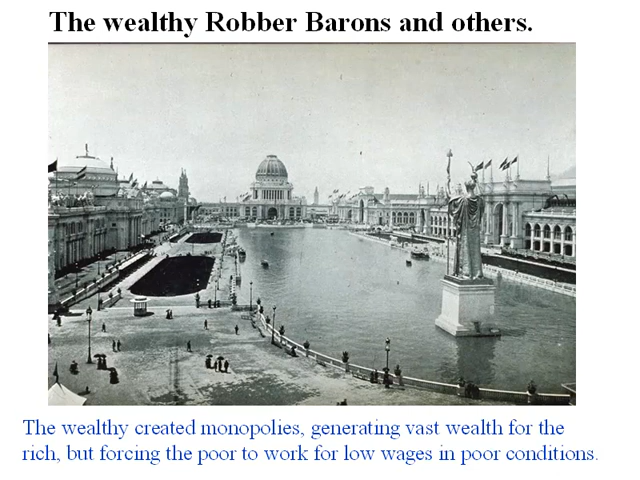 The wealthy Robber Barons and others.
The wealthy created monopolies, generating vast wealth for the
rich, but forcing the poor to work for low wages in poor conditions.